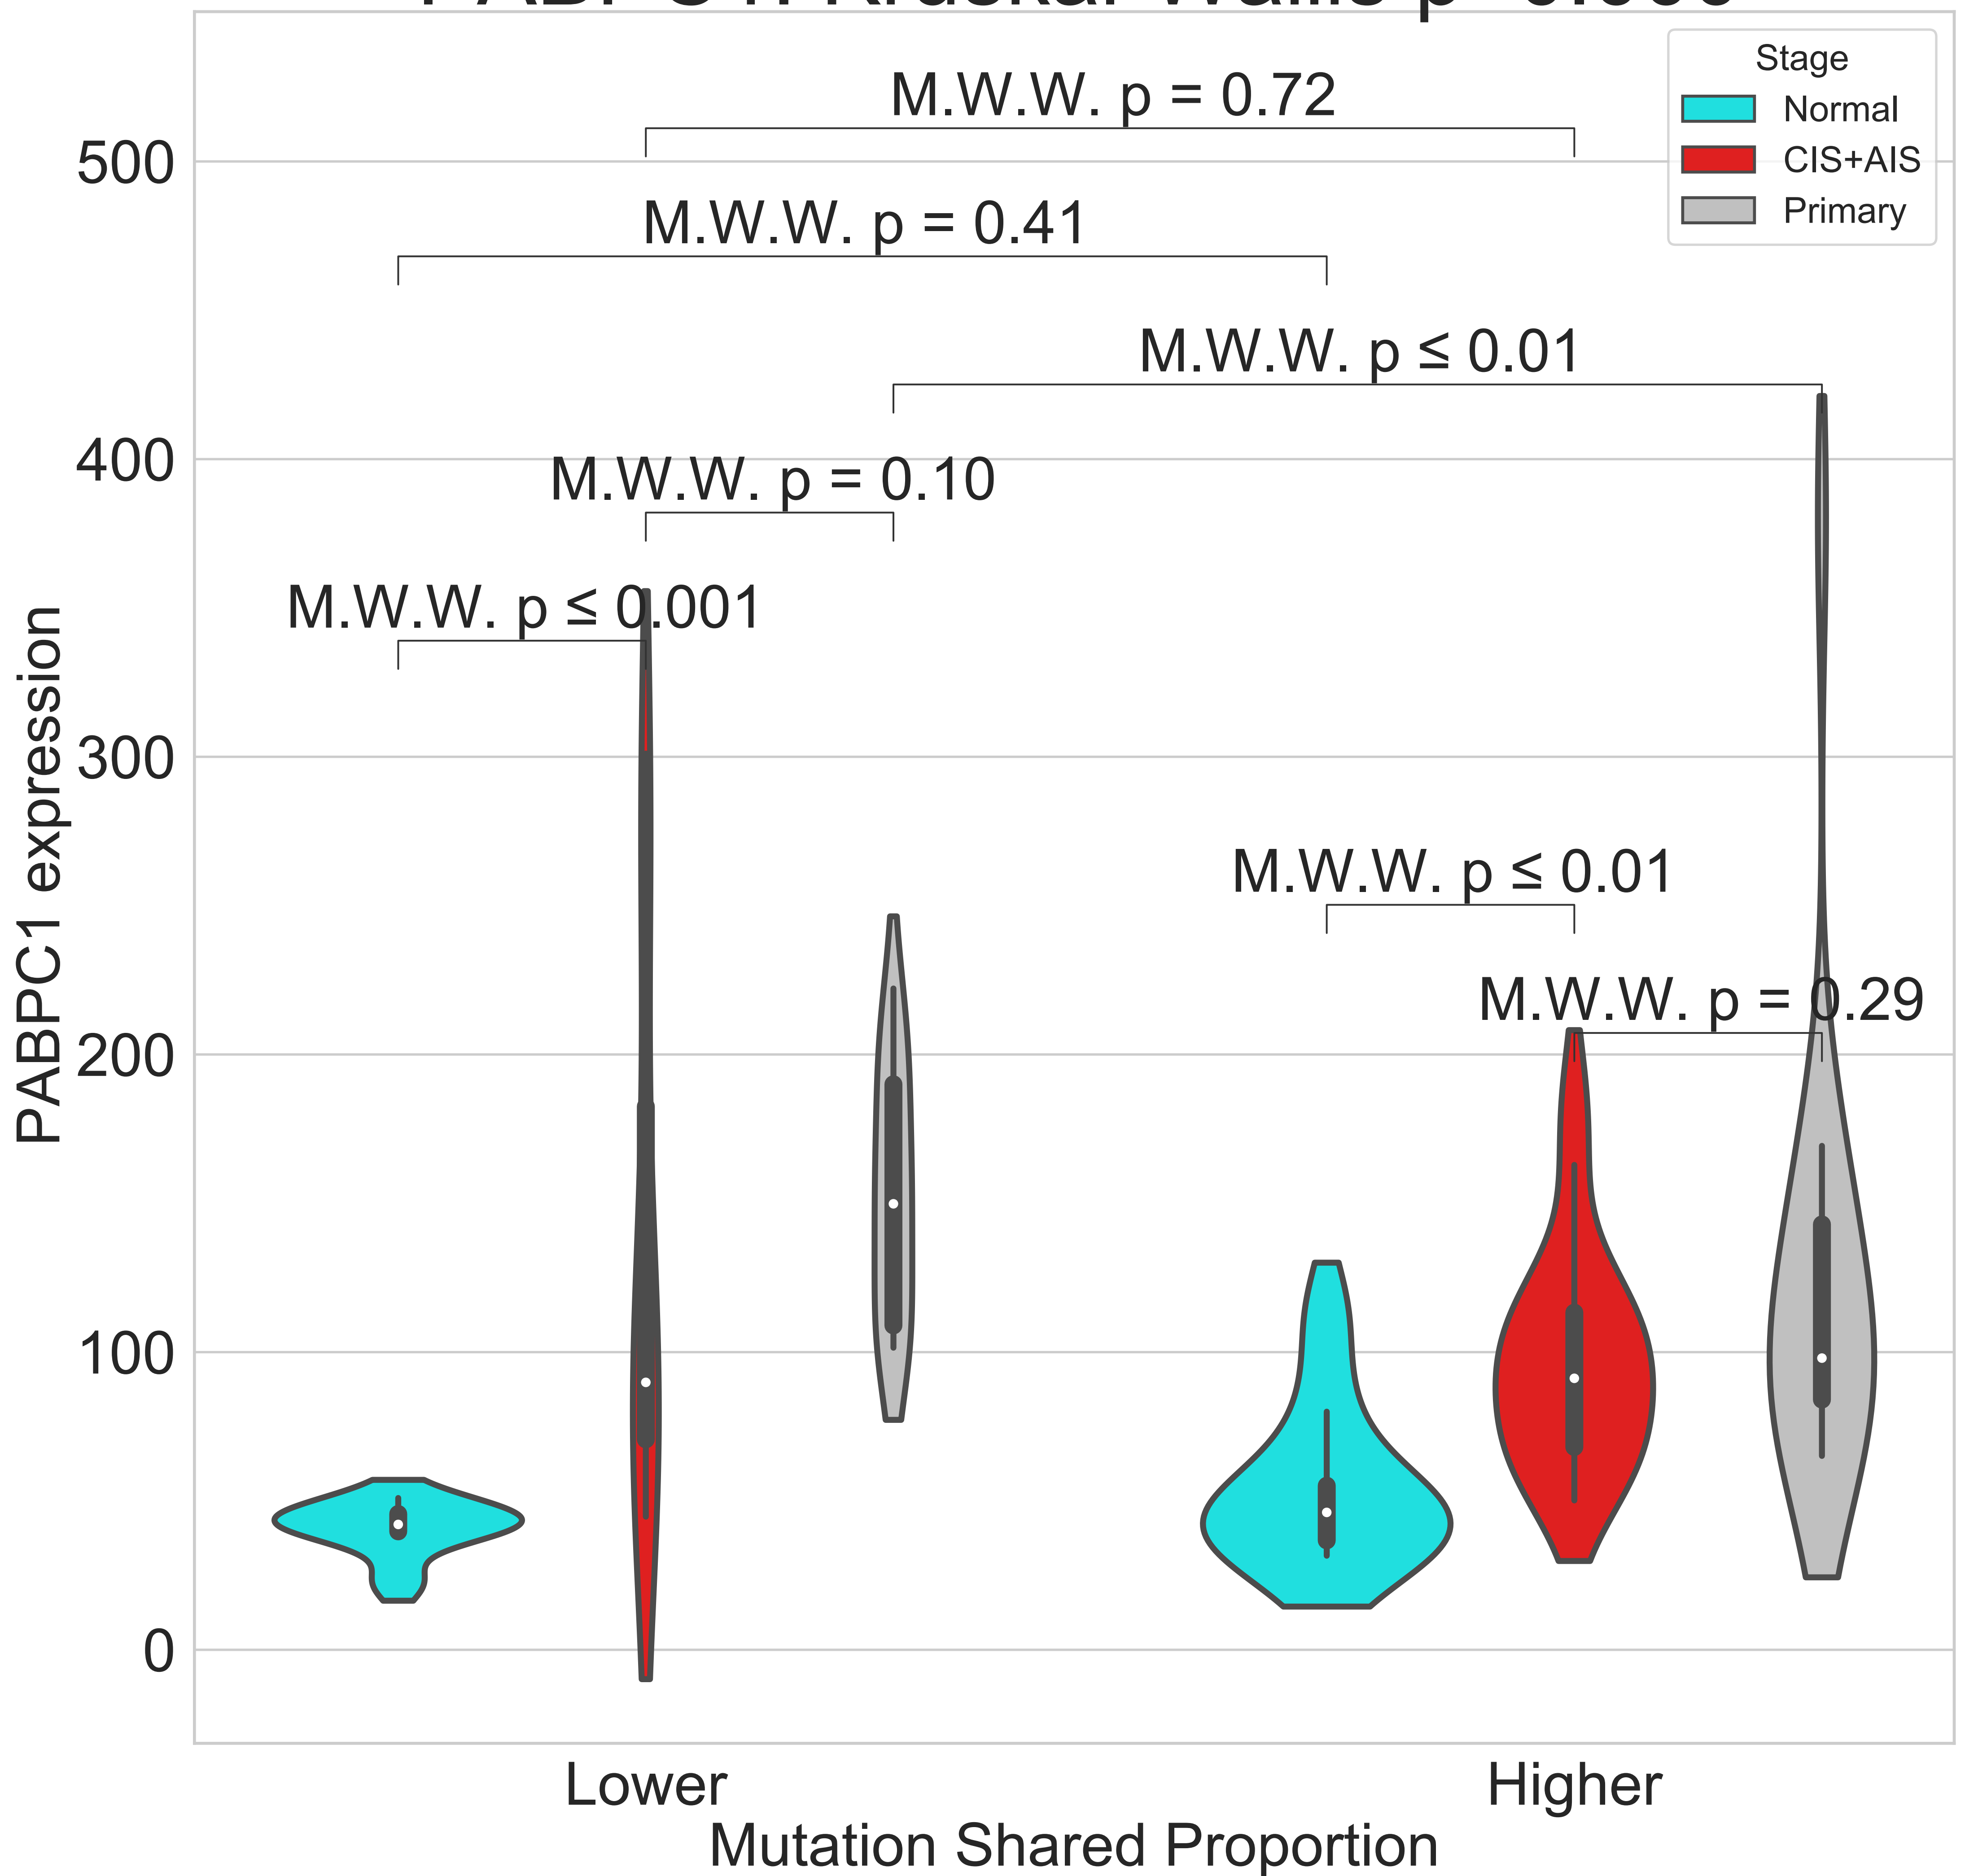 Stage
Normal
CIS+AIS
Primary
M.W.W. p = 0.72
M.W.W. p = 0.41
M.W.W. p ≤ 0.01
M.W.W. p = 0.10
M.W.W. p ≤ 0.001
M.W.W. p ≤ 0.01
M.W.W. p = 0.29
500
400
300
200
100
0
PABPC1 expression
Lower
Higher
Mutation Shared Proportion